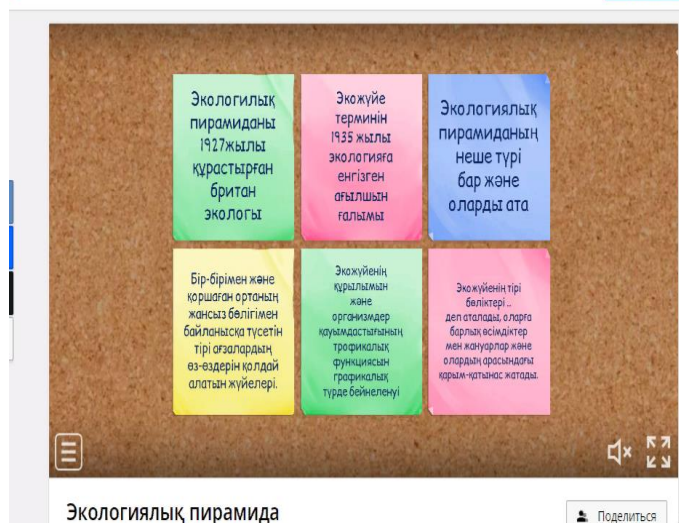 Экологилық
пирамиданы
1927жылы
құрастырған
британ
экологы
Экожүйе
терминін
1935 жылы
экологияға
енгізген
ағылшын
ғалымы
Экологиялық
пирамиданың
неше түрі
бар және
оларды ата
Бір-бірімен және
қоршаған ортаның
жансыз бөлігімен
байланысқа түсетін
тірі ағзалардың
өз-өздерін қолдай
алатын жүйелері.
Экожүйенің
құрылымын
және
организмдер
қауымдастығының
трофикалық
функциясын
графикалық
түрде бейнеленуі
Экожүйенің тірі
бөліктері ..
деп аталады, оларға
барлық өсімдіктер
мен жануарлар және
олардың арасындағы
қарым-қатынас жатады.
Экологиялық пирамида
Поделиться